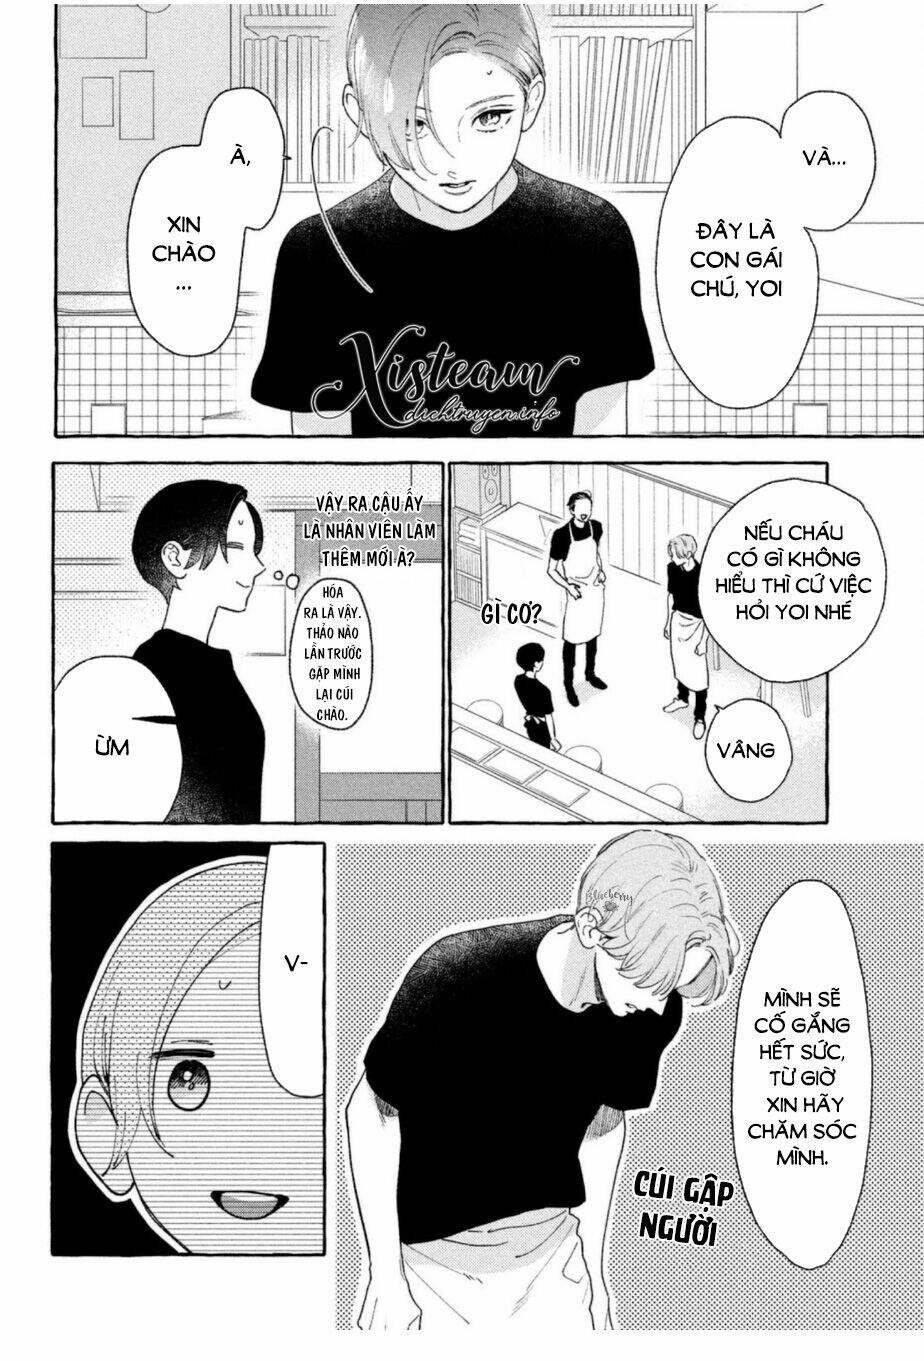 VÀ...
ĐÂY LÀ
CON GÁI
CHÚ, YOI
À,
XIN
CHÀO
...
Xisteam
dichtruyen.info
NẾU CHÁU
CÓ GÌ KHÔNG
HIỂU THÌ CỨ VIỆC
HỎI YOI NHÉ
GÌ CƠ?
VÂNG
VẬY RA CẬU ẤY
LÀ NHÂN VIÊN LÀM
THÊM MỚI À?
HÓA
RA LÀ VẬY.
THẢO NÀO
LẦN TRƯỚC
GẶP MÌNH
LẠI CÚI
CHÀO.
ỪM
Blueberry
MÌNH SẼ
CỐ GẮNG
HẾT SỨC,
TỪ GIỜ
XIN HÃY
CHĂM SÓC
MÌNH.
CÚI GẬP
NGƯỜI
V-